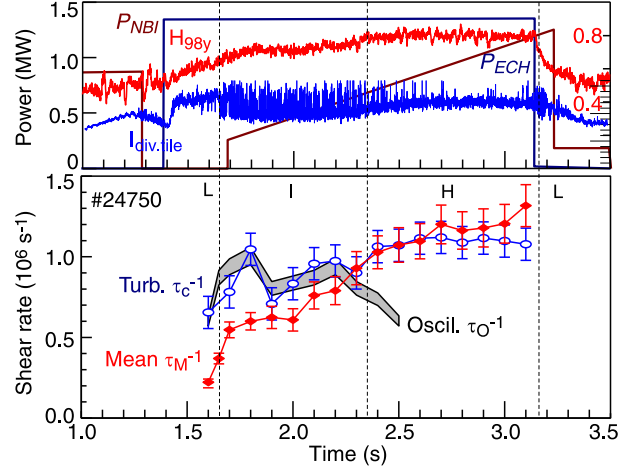 1.5
1.0
0.5
0
Power (MW)
P_NBI
H_98y
P_ECH
I_div.tile
0.8
0.4
#24750
L
I
H
L
1.5
1.0
0.5
0.0
Shear rate (10⁶ s⁻¹)
Turb. τ_C⁻¹
Mean τ_M⁻¹
Oscil. τ_O⁻¹
1.0 1.5 2.0 2.5 3.0 3.5
Time (s)